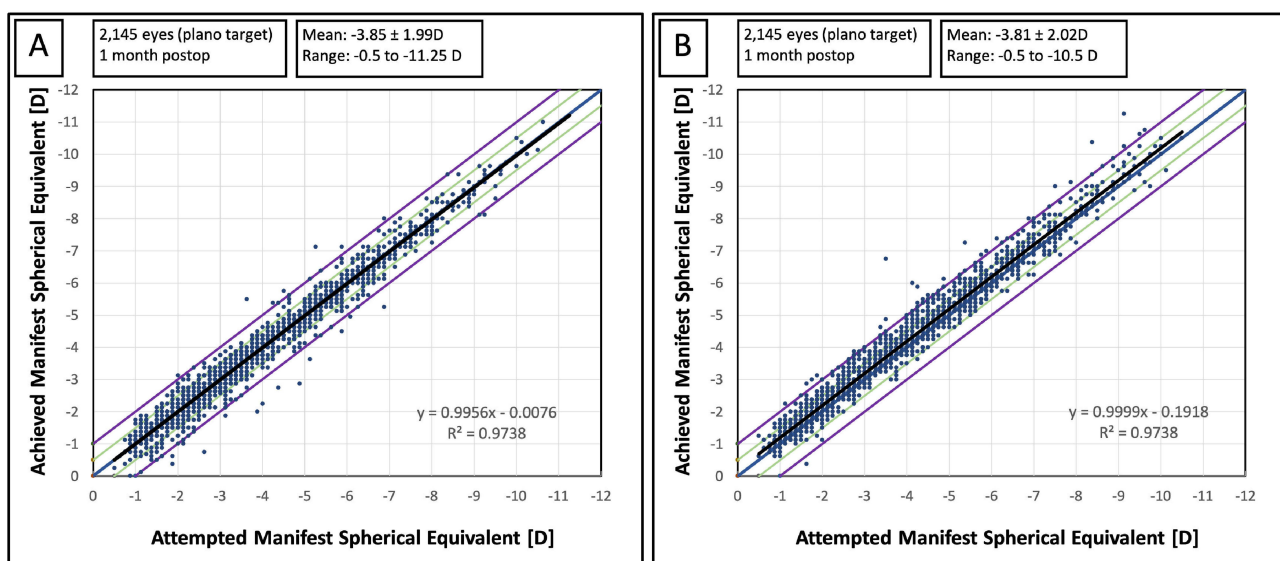 A
2,145 eyes (plano target)
1 month postop
Mean: -3.85 ± 1.99D
Range: -0.5 to -11.25 D
Achieved Manifest Spherical Equivalent [D]
-12
-11
-10
-9
-8
-7
-6
-5
-4
-3
-2
-1
0
y = 0.9956x - 0.0076
R² = 0.9738
0 -1 -2 -3 -4 -5 -6 -7 -8 -9 -10 -11 -12
Attempted Manifest Spherical Equivalent [D]
B
2,145 eyes (plano target)
1 month postop
Mean: -3.81 ± 2.02D
Range: -0.5 to -10.5 D
Achieved Manifest Spherical Equivalent [D]
-12
-11
-10
-9
-8
-7
-6
-5
-4
-3
-2
-1
0
y = 0.9999x - 0.1918
R² = 0.9738
0 -1 -2 -3 -4 -5 -6 -7 -8 -9 -10 -11 -12
Attempted Manifest Spherical Equivalent [D]